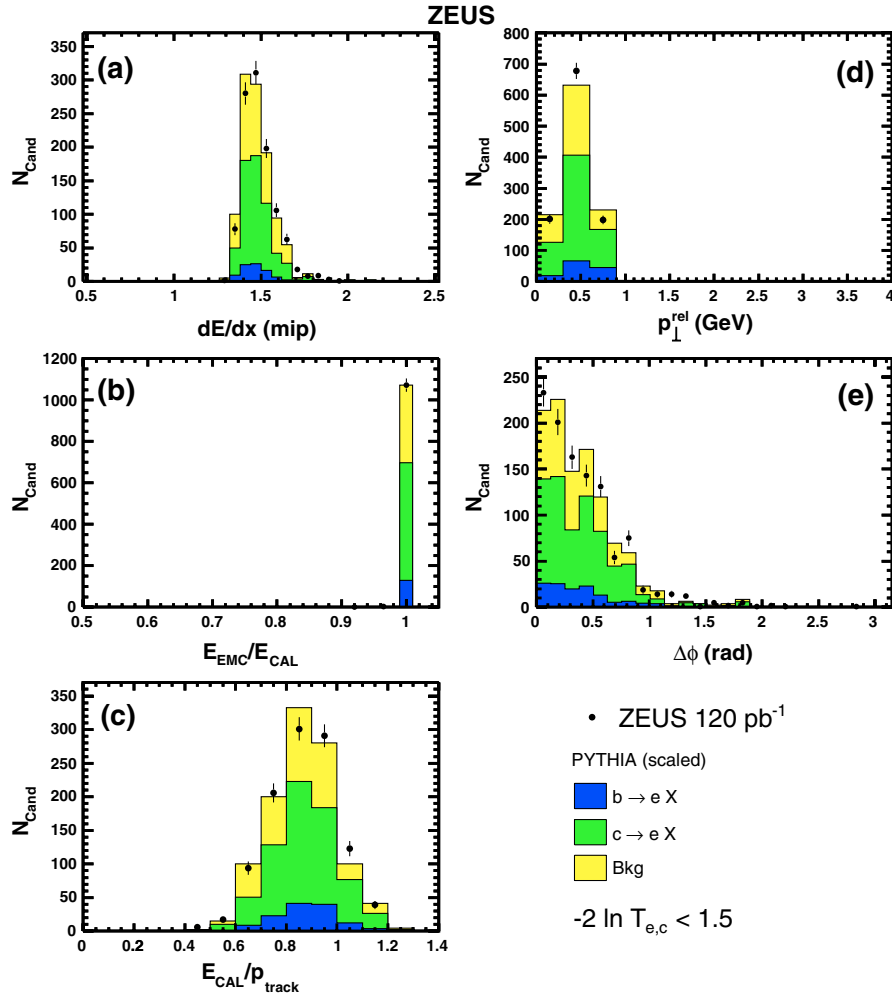 ZEUS
(a)
N_Cand
350
300
250
200
150
100
50
0
0.5 1 1.5 2 2.5
dE/dx (mip)
(d)
N_Cand
800
700
600
500
400
300
200
100
0
0 0.5 1 1.5 2 2.5 3 3.5 4
p⊥^rel (GeV)
(b)
N_Cand
1200
1000
800
600
400
200
0
0.5 0.6 0.7 0.8 0.9 1
E_EMC/E_CAL
(e)
N_Cand
250
200
150
100
50
0
0 0.5 1 1.5 2 2.5 3
Δϕ (rad)
(c)
N_Cand
350
300
250
200
150
100
50
0
0 0.2 0.4 0.6 0.8 1 1.2 1.4
E_CAL/p_track
ZEUS 120 pb⁻¹
PYTHIA (scaled)
b → e X
c → e X
Bkg
-2 ln T_e,c < 1.5